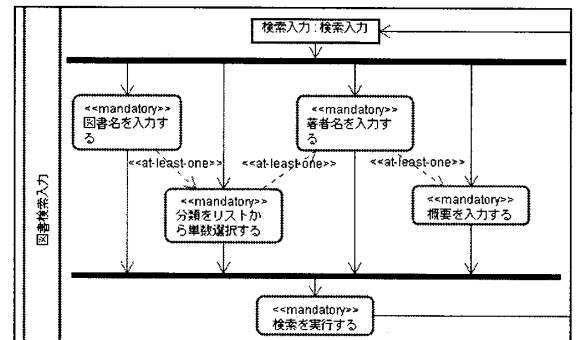 検索入力 : 検索入力
<<mandatory>>
図書名を入力す
る
<<mandatory>>
著者名を入力す
る
<<at-least-one>>
<<at-least-one>>
<<at-least-one>>
<<mandatory>>
分類をリストか
ら単数選択する
<<mandatory>>
概要を入力する
図書検索入力
<<mandatory>>
検索を実行する